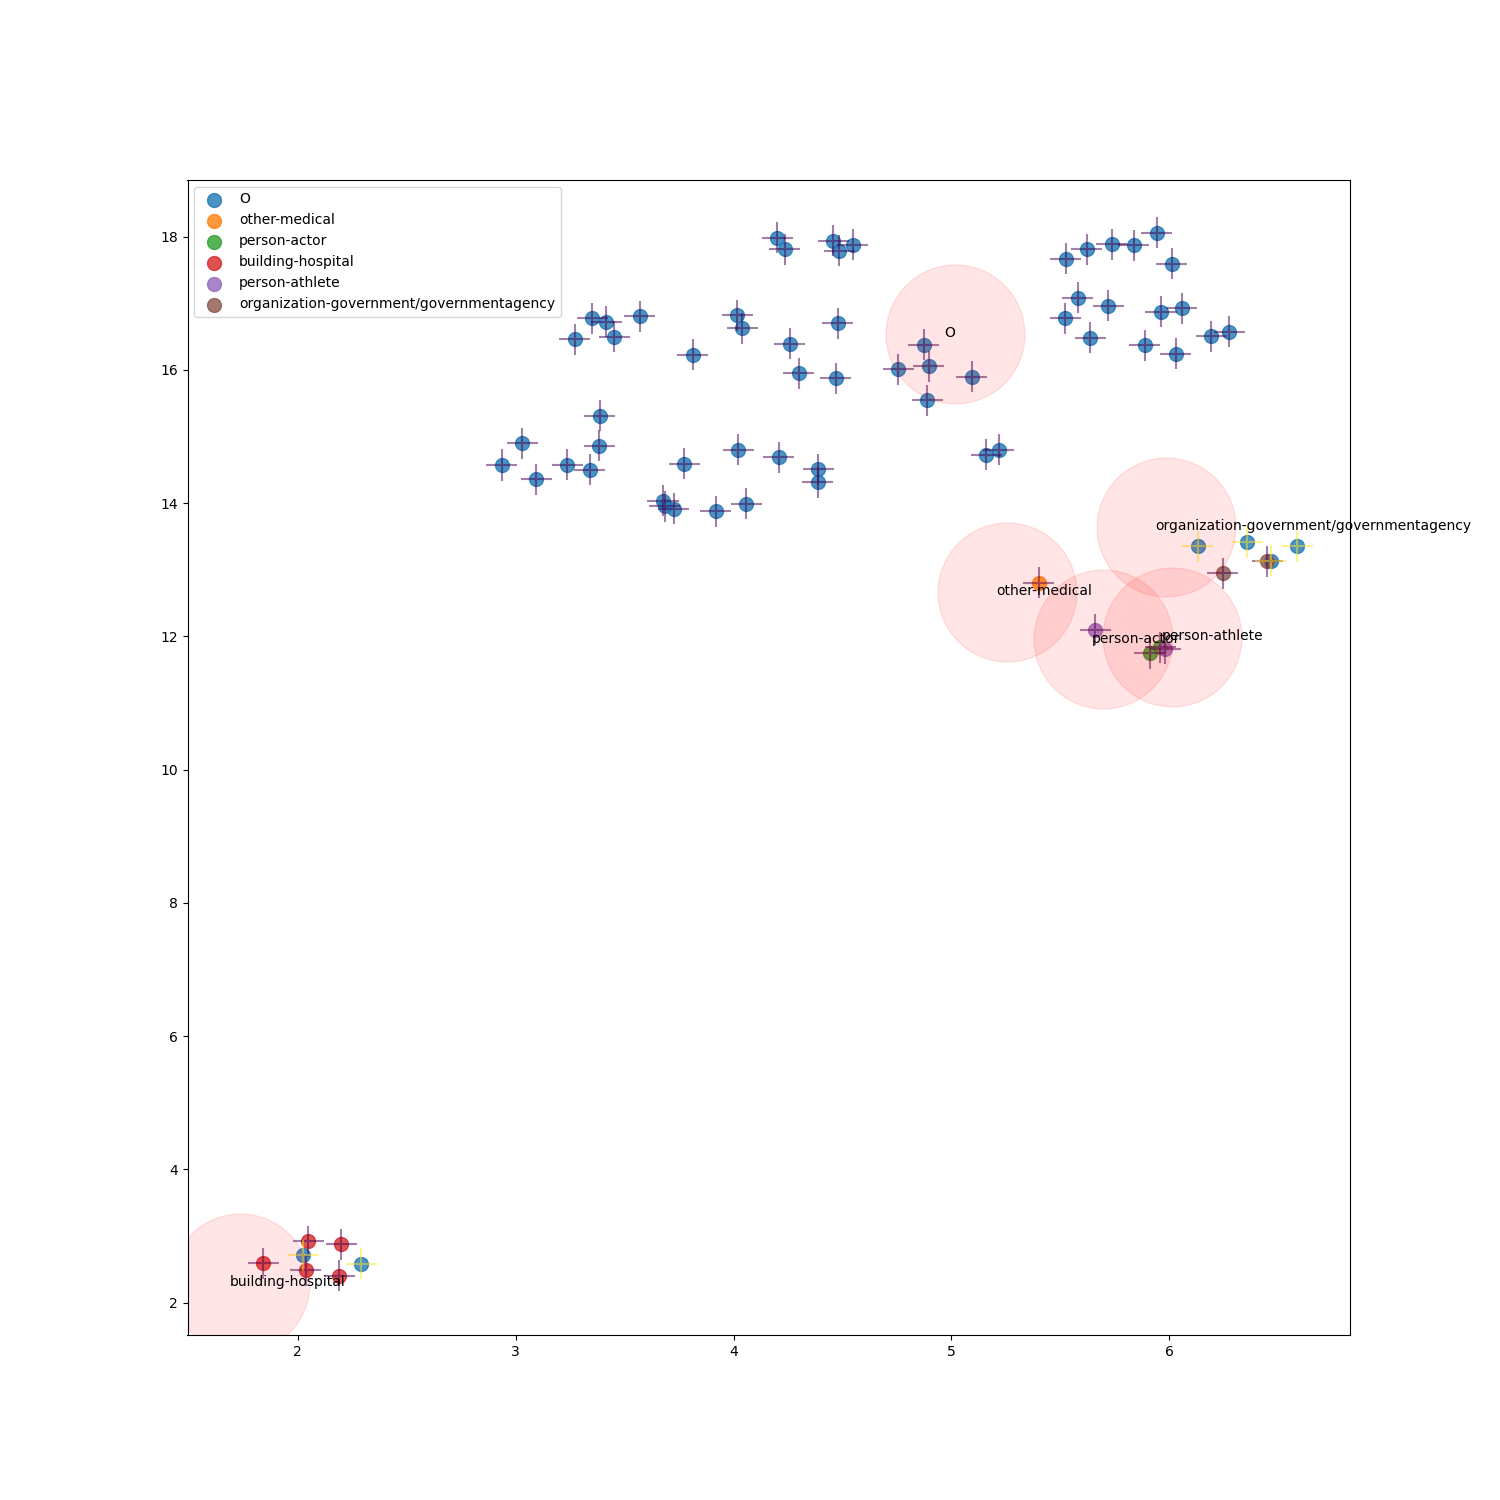 O
other-medical
person-actor
building-hospital
person-athlete
organization-government/governmentagency
18
16
14
12
10
8
6
4
2
O
organization-government/governmentagency
other-medical
person-actor
person-athlete
building-hospital
2
3
4
5
6